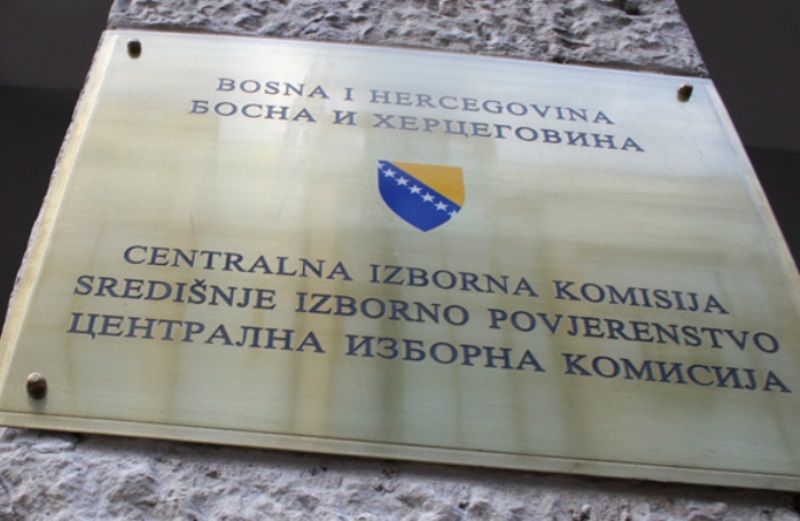 BOSNA I HERCEGOVINA
БОСНА И ХЕРЦЕГОВИНА
CENTRALNA IZBORNA KOMISIJA
SREDIŠNJE IZBORNO POVJERENSTVO
ЦЕНТРАЛНА ИЗБОРНА КОМИСИЈА